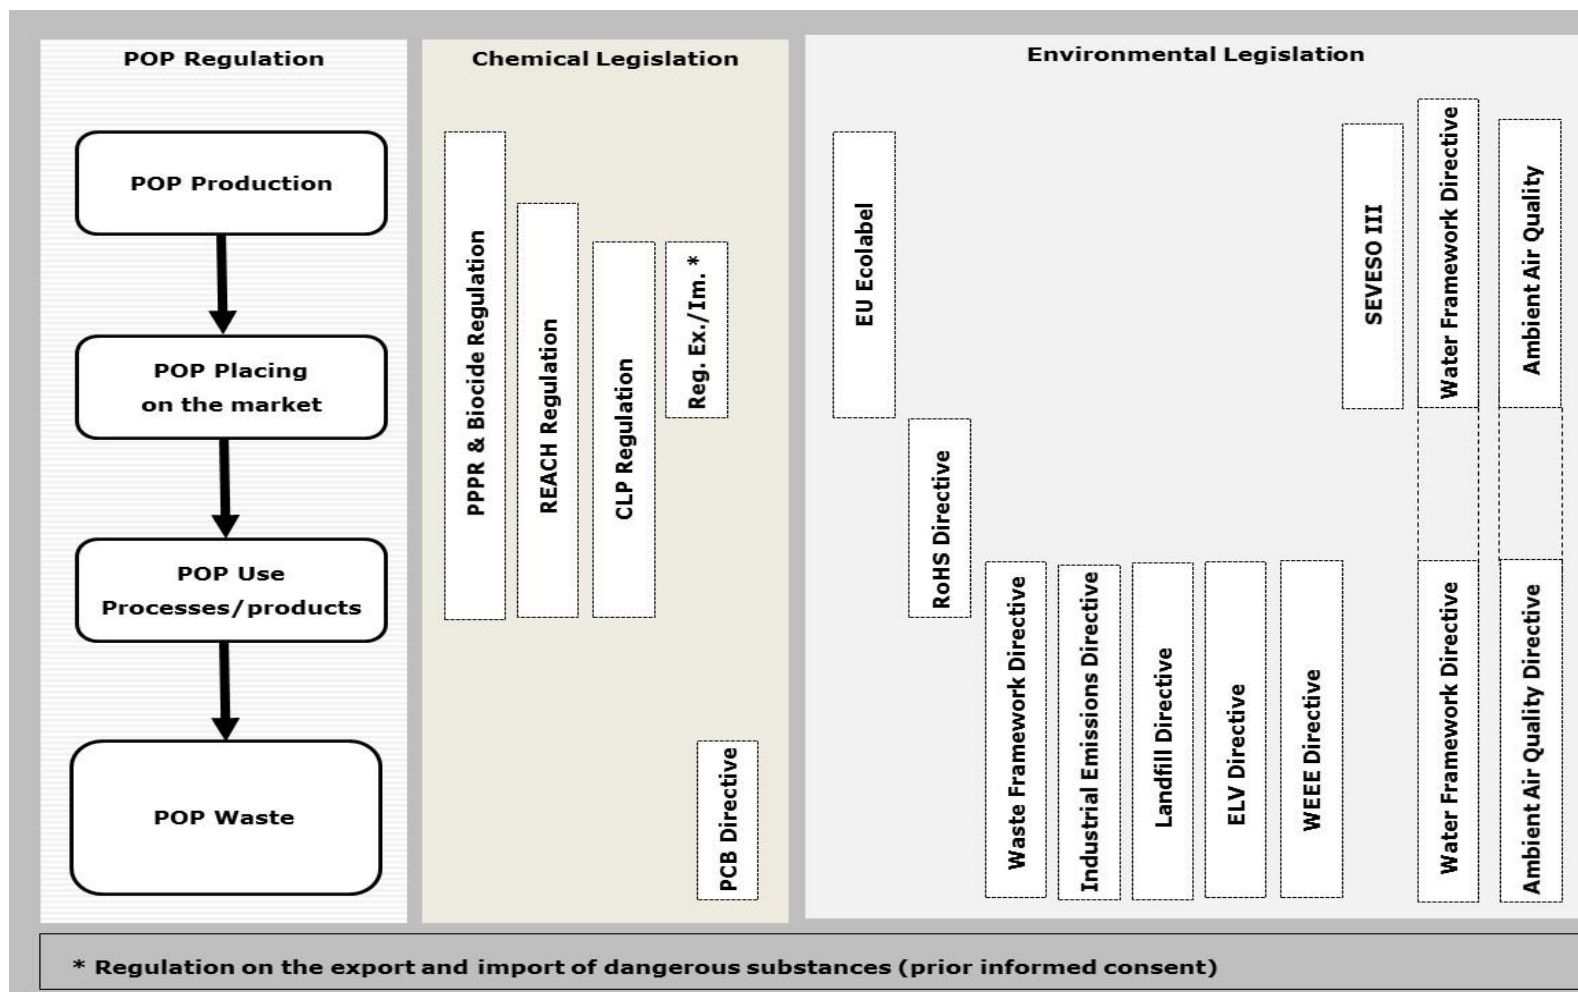 POP Regulation
POP Production
POP Placing
on the market
POP Use
Processes/products
POP Waste
Chemical Legislation
PPPR & Biocide Regulation
REACH Regulation
CLP Regulation
Reg. Ex./Im. *
PCB Directive
Environmental Legislation
EU Ecolabel
RoHS Directive
Waste Framework Directive
Industrial Emissions Directive
Landfill Directive
ELV Directive
WEEE Directive
SEVESO III
Water Framework Directive
Ambient Air Quality
Water Framework Directive
Ambient Air Quality Directive
* Regulation on the export and import of dangerous substances (prior informed consent)